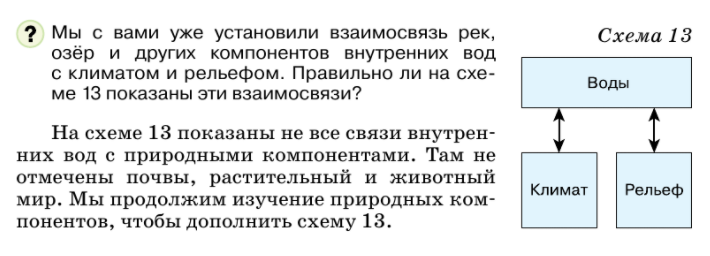 ?
Мы с вами уже установили взаимосвязь рек,
озёр и других компонентов внутренних вод
с климатом и рельефом. Правильно ли на схе-
ме 13 показаны эти взаимосвязи?
На схеме 13 показаны не все связи внутрен-
них вод с природными компонентами. Там не
отмечены почвы, растительный и животный
мир. Мы продолжим изучение природных ком-
понентов, чтобы дополнить схему 13.
Схема 13
Воды
Климат
Рельеф